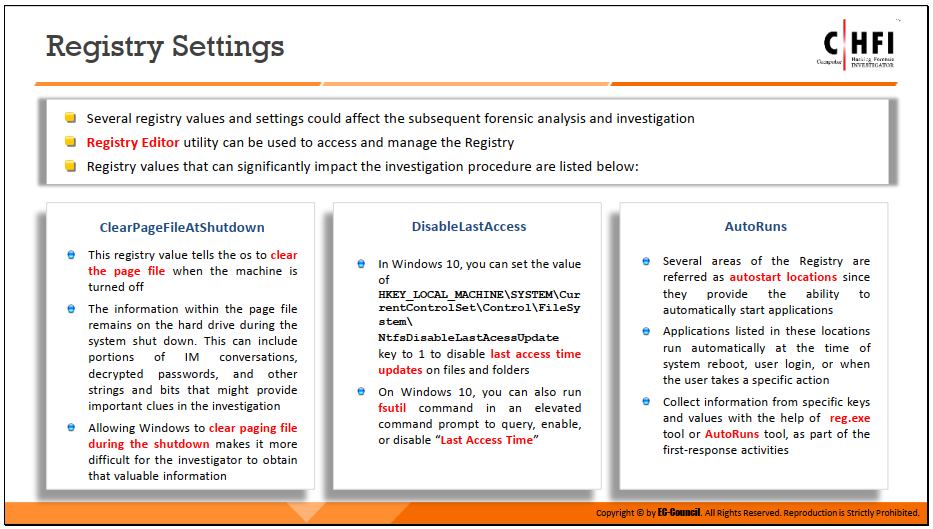 Registry Settings
C HFI
Computer Hacking Forensic
INVESTIGATOR
Several registry values and settings could affect the subsequent forensic analysis and investigation
Registry Editor utility can be used to access and manage the Registry
Registry values that can significantly impact the investigation procedure are listed below:
ClearPageFileAtShutdown
This registry value tells the os to clear
the page file when the machine is
turned off
The information within the page file
remains on the hard drive during the
system shut down. This can include
portions of IM conversations,
decrypted passwords, and other
strings and bits that might provide
important clues in the investigation
Allowing Windows to clear paging file
during the shutdown makes it more
difficult for the investigator to obtain
that valuable information
DisableLastAccess
In Windows 10, you can set the value
of
HKEY_LOCAL_MACHINE\SYSTEM\Cur
rentControlSet\Control\FileSy
stem\
NtfsDisableLastAcessUpdate
key to 1 to disable last access time
updates on files and folders
On Windows 10, you can also run
fsutil command in an elevated
command prompt to query, enable,
or disable “Last Access Time”
AutoRuns
Several areas of the Registry are
referred as autostart locations since
they provide the ability to
automatically start applications
Applications listed in these locations
run automatically at the time of
system reboot, user login, or when
the user takes a specific action
Collect information from specific keys
and values with the help of reg.exe
tool or AutoRuns tool, as part of the
first-response activities
Copyright © by EC-Council. All Rights Reserved. Reproduction is Strictly Prohibited.